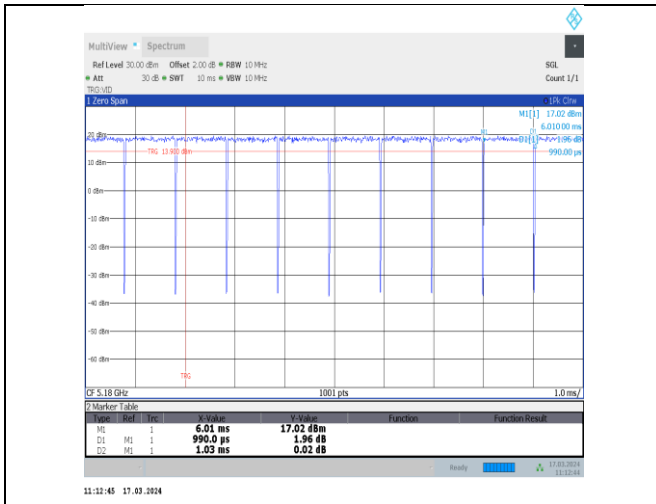 MultiView Spectrum
Ref Level 30.00 dBm Offset 2.00 dB RBW 10 MHz SGL
Att 30 dB SWT 10 ms VBW 10 MHz Count 1/1
TRG:VID
1 Zero Span 1Pk Clrw
M1[1] 17.02 dBm
6.01000 ms
D1[1] 1.96 dB
990.00 µs
M1
20 dBm
TRG 13.900 dBm
10 dBm
0 dBm
-10 dBm
-20 dBm
-30 dBm
-40 dBm
-50 dBm
-60 dBm
TRG
CF 5.18 GHz 1001 pts 1.0 ms/
2 Marker Table
Type Ref Trc X-Value Y-Value Function Function Result
M1 1 6.01 ms 17.02 dBm
D1 M1 1 990.0 µs 1.96 dB
D2 M1 1 1.03 ms 0.02 dB
Ready 17.03.2024
11:12:44
11:12:45 17.03.2024